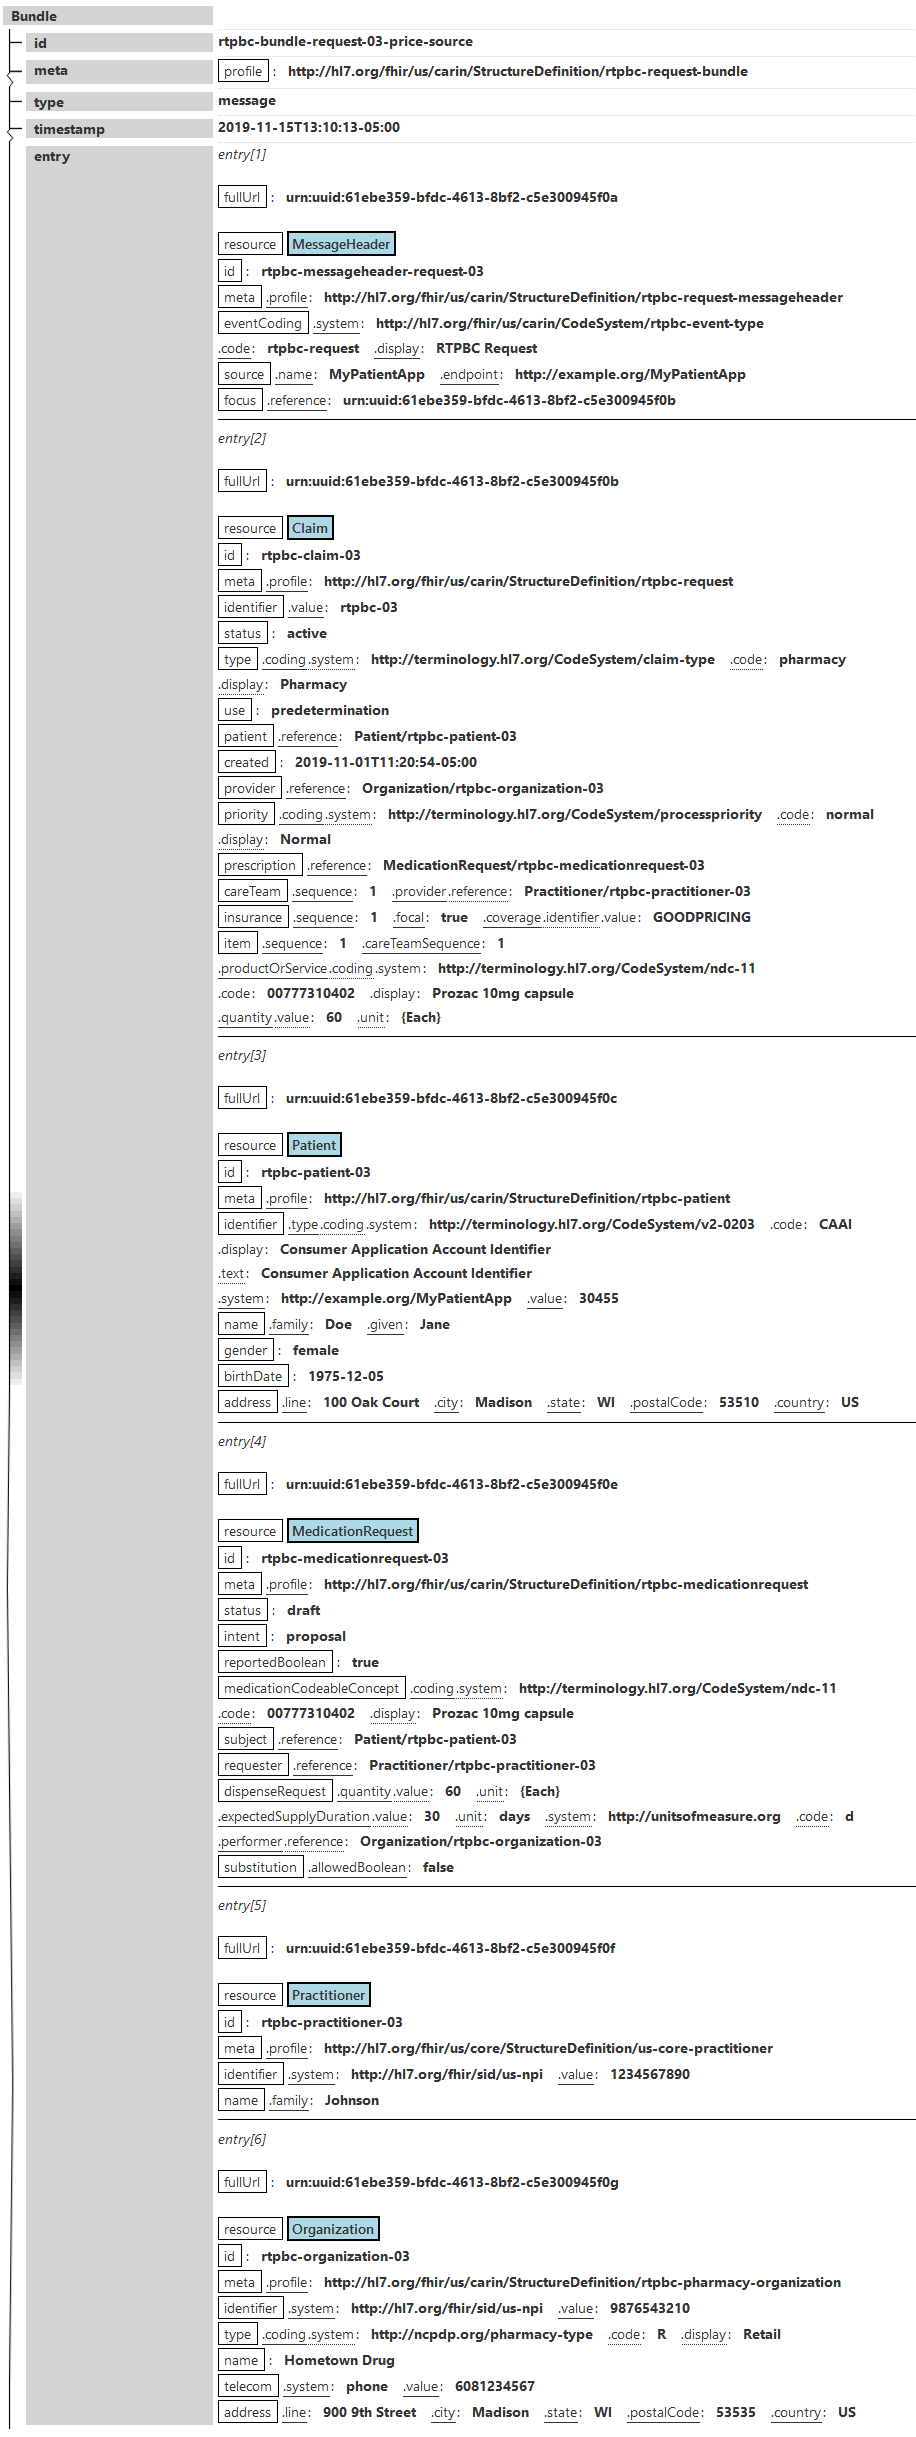 Bundle
id rtpbc-bundle-request-03-price-source
meta profile : http://hl7.org/fhir/us/carin/StructureDefinition/rtpbc-request-bundle
type message
timestamp 2019-11-15T13:10:13-05:00
entry entry[1]
fullUrl : urn:uuid:61ebe359-bfdc-4613-8bf2-c5e300945f0a
resource MessageHeader
id : rtpbc-messageheader-request-03
meta .profile: http://hl7.org/fhir/us/carin/StructureDefinition/rtpbc-request-messageheader
eventCoding .system: http://hl7.org/fhir/us/carin/CodeSystem/rtpbc-event-type
.code: rtpbc-request .display: RTPBC Request
source .name: MyPatientApp .endpoint: http://example.org/MyPatientApp
focus .reference: urn:uuid:61ebe359-bfdc-4613-8bf2-c5e300945f0b
entry[2]
fullUrl : urn:uuid:61ebe359-bfdc-4613-8bf2-c5e300945f0b
resource Claim
id : rtpbc-claim-03
meta .profile: http://hl7.org/fhir/us/carin/StructureDefinition/rtpbc-request
identifier .value: rtpbc-03
status : active
type .coding.system: http://terminology.hl7.org/CodeSystem/claim-type .code: pharmacy
.display: Pharmacy
use : predetermination
patient .reference: Patient/rtpbc-patient-03
created : 2019-11-01T11:20:54-05:00
provider .reference: Organization/rtpbc-organization-03
priority .coding.system: http://terminology.hl7.org/CodeSystem/processpriority .code: normal
.display: Normal
prescription .reference: MedicationRequest/rtpbc-medicationrequest-03
careTeam .sequence: 1 .provider.reference: Practitioner/rtpbc-practitioner-03
insurance .sequence: 1 .focal: true .coverage.identifier.value: GOODPRICING
item .sequence: 1 .careTeamSequence: 1
.productOrService.coding.system: http://terminology.hl7.org/CodeSystem/ndc-11
.code: 00777310402 .display: Prozac 10mg capsule
.quantity.value: 60 .unit: {Each}
entry[3]
fullUrl : urn:uuid:61ebe359-bfdc-4613-8bf2-c5e300945f0c
resource Patient
id : rtpbc-patient-03
meta .profile: http://hl7.org/fhir/us/carin/StructureDefinition/rtpbc-patient
identifier .type.coding.system: http://terminology.hl7.org/CodeSystem/v2-0203 .code: CAAI
.display: Consumer Application Account Identifier
.text: Consumer Application Account Identifier
.system: http://example.org/MyPatientApp .value: 30455
name .family: Doe .given: Jane
gender : female
birthDate : 1975-12-05
address .line: 100 Oak Court .city: Madison .state: WI .postalCode: 53510 .country: US
entry[4]
fullUrl : urn:uuid:61ebe359-bfdc-4613-8bf2-c5e300945f0e
resource MedicationRequest
id : rtpbc-medicationrequest-03
meta .profile: http://hl7.org/fhir/us/carin/StructureDefinition/rtpbc-medicationrequest
status : draft
intent : proposal
reportedBoolean : true
medicationCodeableConcept .coding.system: http://terminology.hl7.org/CodeSystem/ndc-11
.code: 00777310402 .display: Prozac 10mg capsule
subject .reference: Patient/rtpbc-patient-03
requester .reference: Practitioner/rtpbc-practitioner-03
dispenseRequest .quantity.value: 60 .unit: {Each}
.expectedSupplyDuration.value: 30 .unit: days .system: http://unitsofmeasure.org .code: d
.performer.reference: Organization/rtpbc-organization-03
substitution .allowedBoolean: false
entry[5]
fullUrl : urn:uuid:61ebe359-bfdc-4613-8bf2-c5e300945f0f
resource Practitioner
id : rtpbc-practitioner-03
meta .profile: http://hl7.org/fhir/us/core/StructureDefinition/us-core-practitioner
identifier .system: http://hl7.org/fhir/sid/us-npi .value: 1234567890
name .family: Johnson
entry[6]
fullUrl : urn:uuid:61ebe359-bfdc-4613-8bf2-c5e300945f0g
resource Organization
id : rtpbc-organization-03
meta .profile: http://hl7.org/fhir/us/carin/StructureDefinition/rtpbc-pharmacy-organization
identifier .system: http://hl7.org/fhir/sid/us-npi .value: 9876543210
type .coding.system: http://ncpdp.org/pharmacy-type .code: R .display: Retail
name : Hometown Drug
telecom .system: phone .value: 6081234567
address .line: 900 9th Street .city: Madison .state: WI .postalCode: 53535 .country: US